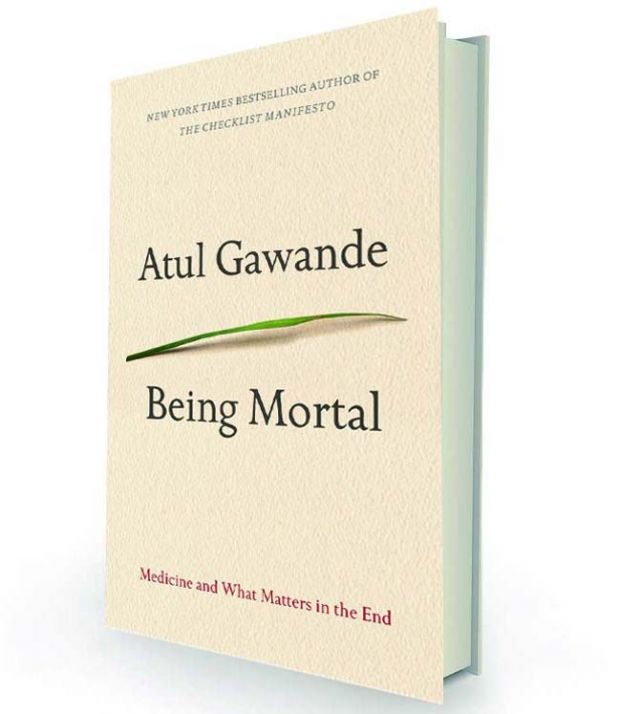 NEW YORK TIMES BESTSELLING AUTHOR OF
THE CHECKLIST MANIFESTO
Atul Gawande
Being Mortal
Medicine and What Matters in the End